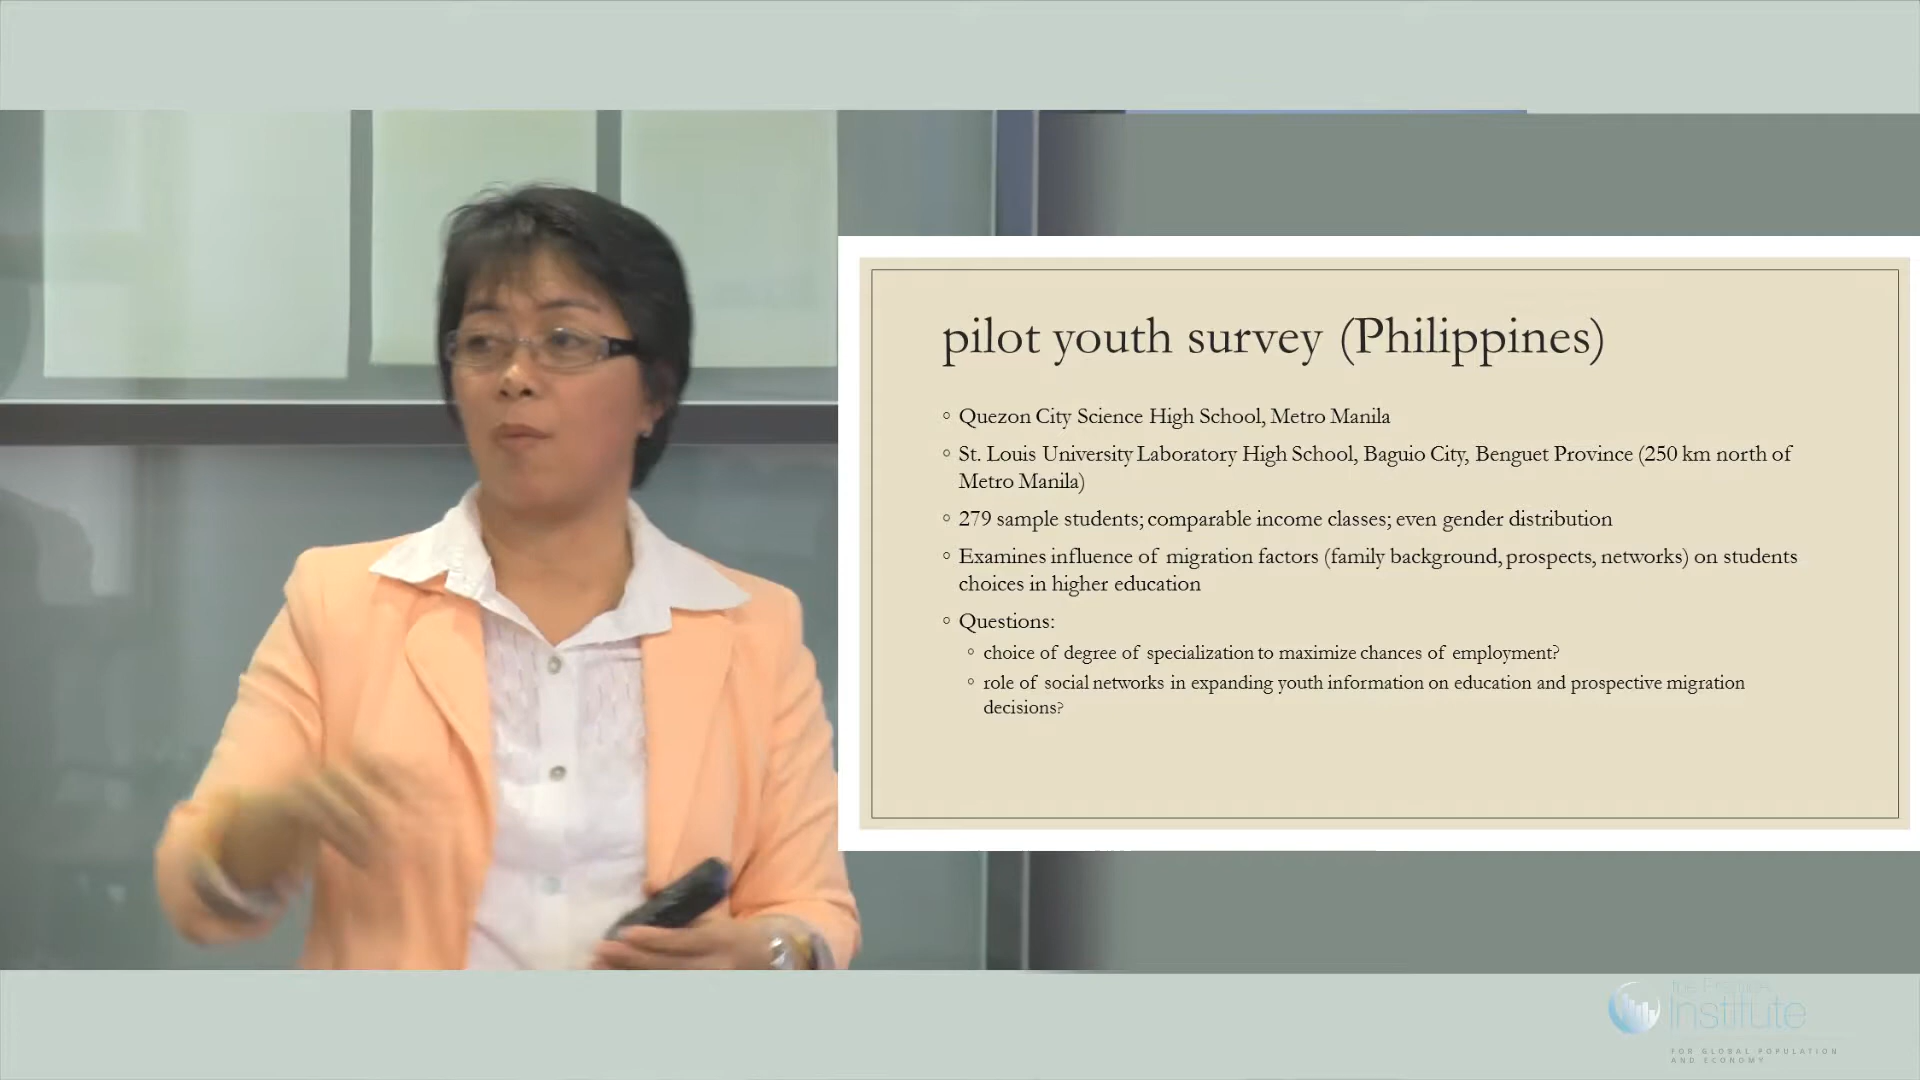 pilot youth survey (Philippines)
◦ Quezon City Science High School, Metro Manila
◦ St. Louis University Laboratory High School, Baguio City, Benguet Province (250 km north of
Metro Manila)
◦ 279 sample students; comparable income classes; even gender distribution
◦ Examines influence of migration factors (family background, prospects, networks) on students
choices in higher education
◦ Questions:
◦ choice of degree of specialization to maximize chances of employment?
◦ role of social networks in expanding youth information on education and prospective migration
decisions?
Institute
FOR GLOBAL POPULATION
AND ECONOMY